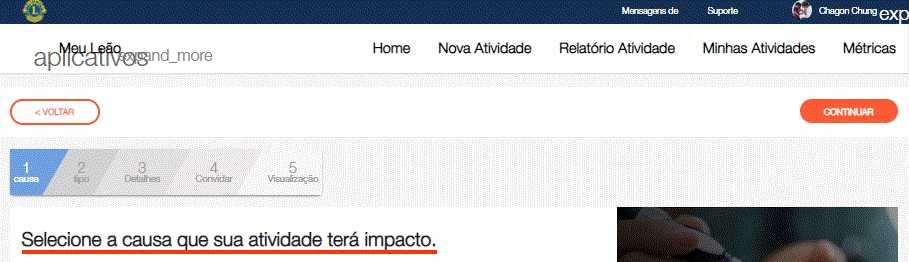 Mensagens de Suporte Chagon Chung exp
Meu Leão aplicativos expand_more Home Nova Atividade Relatório Atividade Minhas Atividades Métricas
< VOLTAR CONTINUAR
1 2 3 4 5
causa tipo Detalhes Convidar Visualização
Selecione a causa que sua atividade terá impacto.